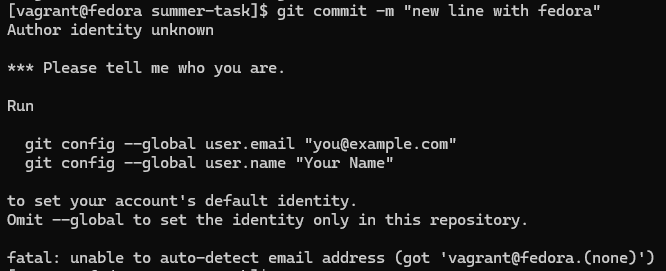 [vagrant@fedora summer-task]$ git commit -m "new line with fedora"
Author identity unknown

*** Please tell me who you are.

Run

  git config --global user.email "you@example.com"
  git config --global user.name "Your Name"

to set your account's default identity.
Omit --global to set the identity only in this repository.

fatal: unable to auto-detect email address (got 'vagrant@fedora.(none)')